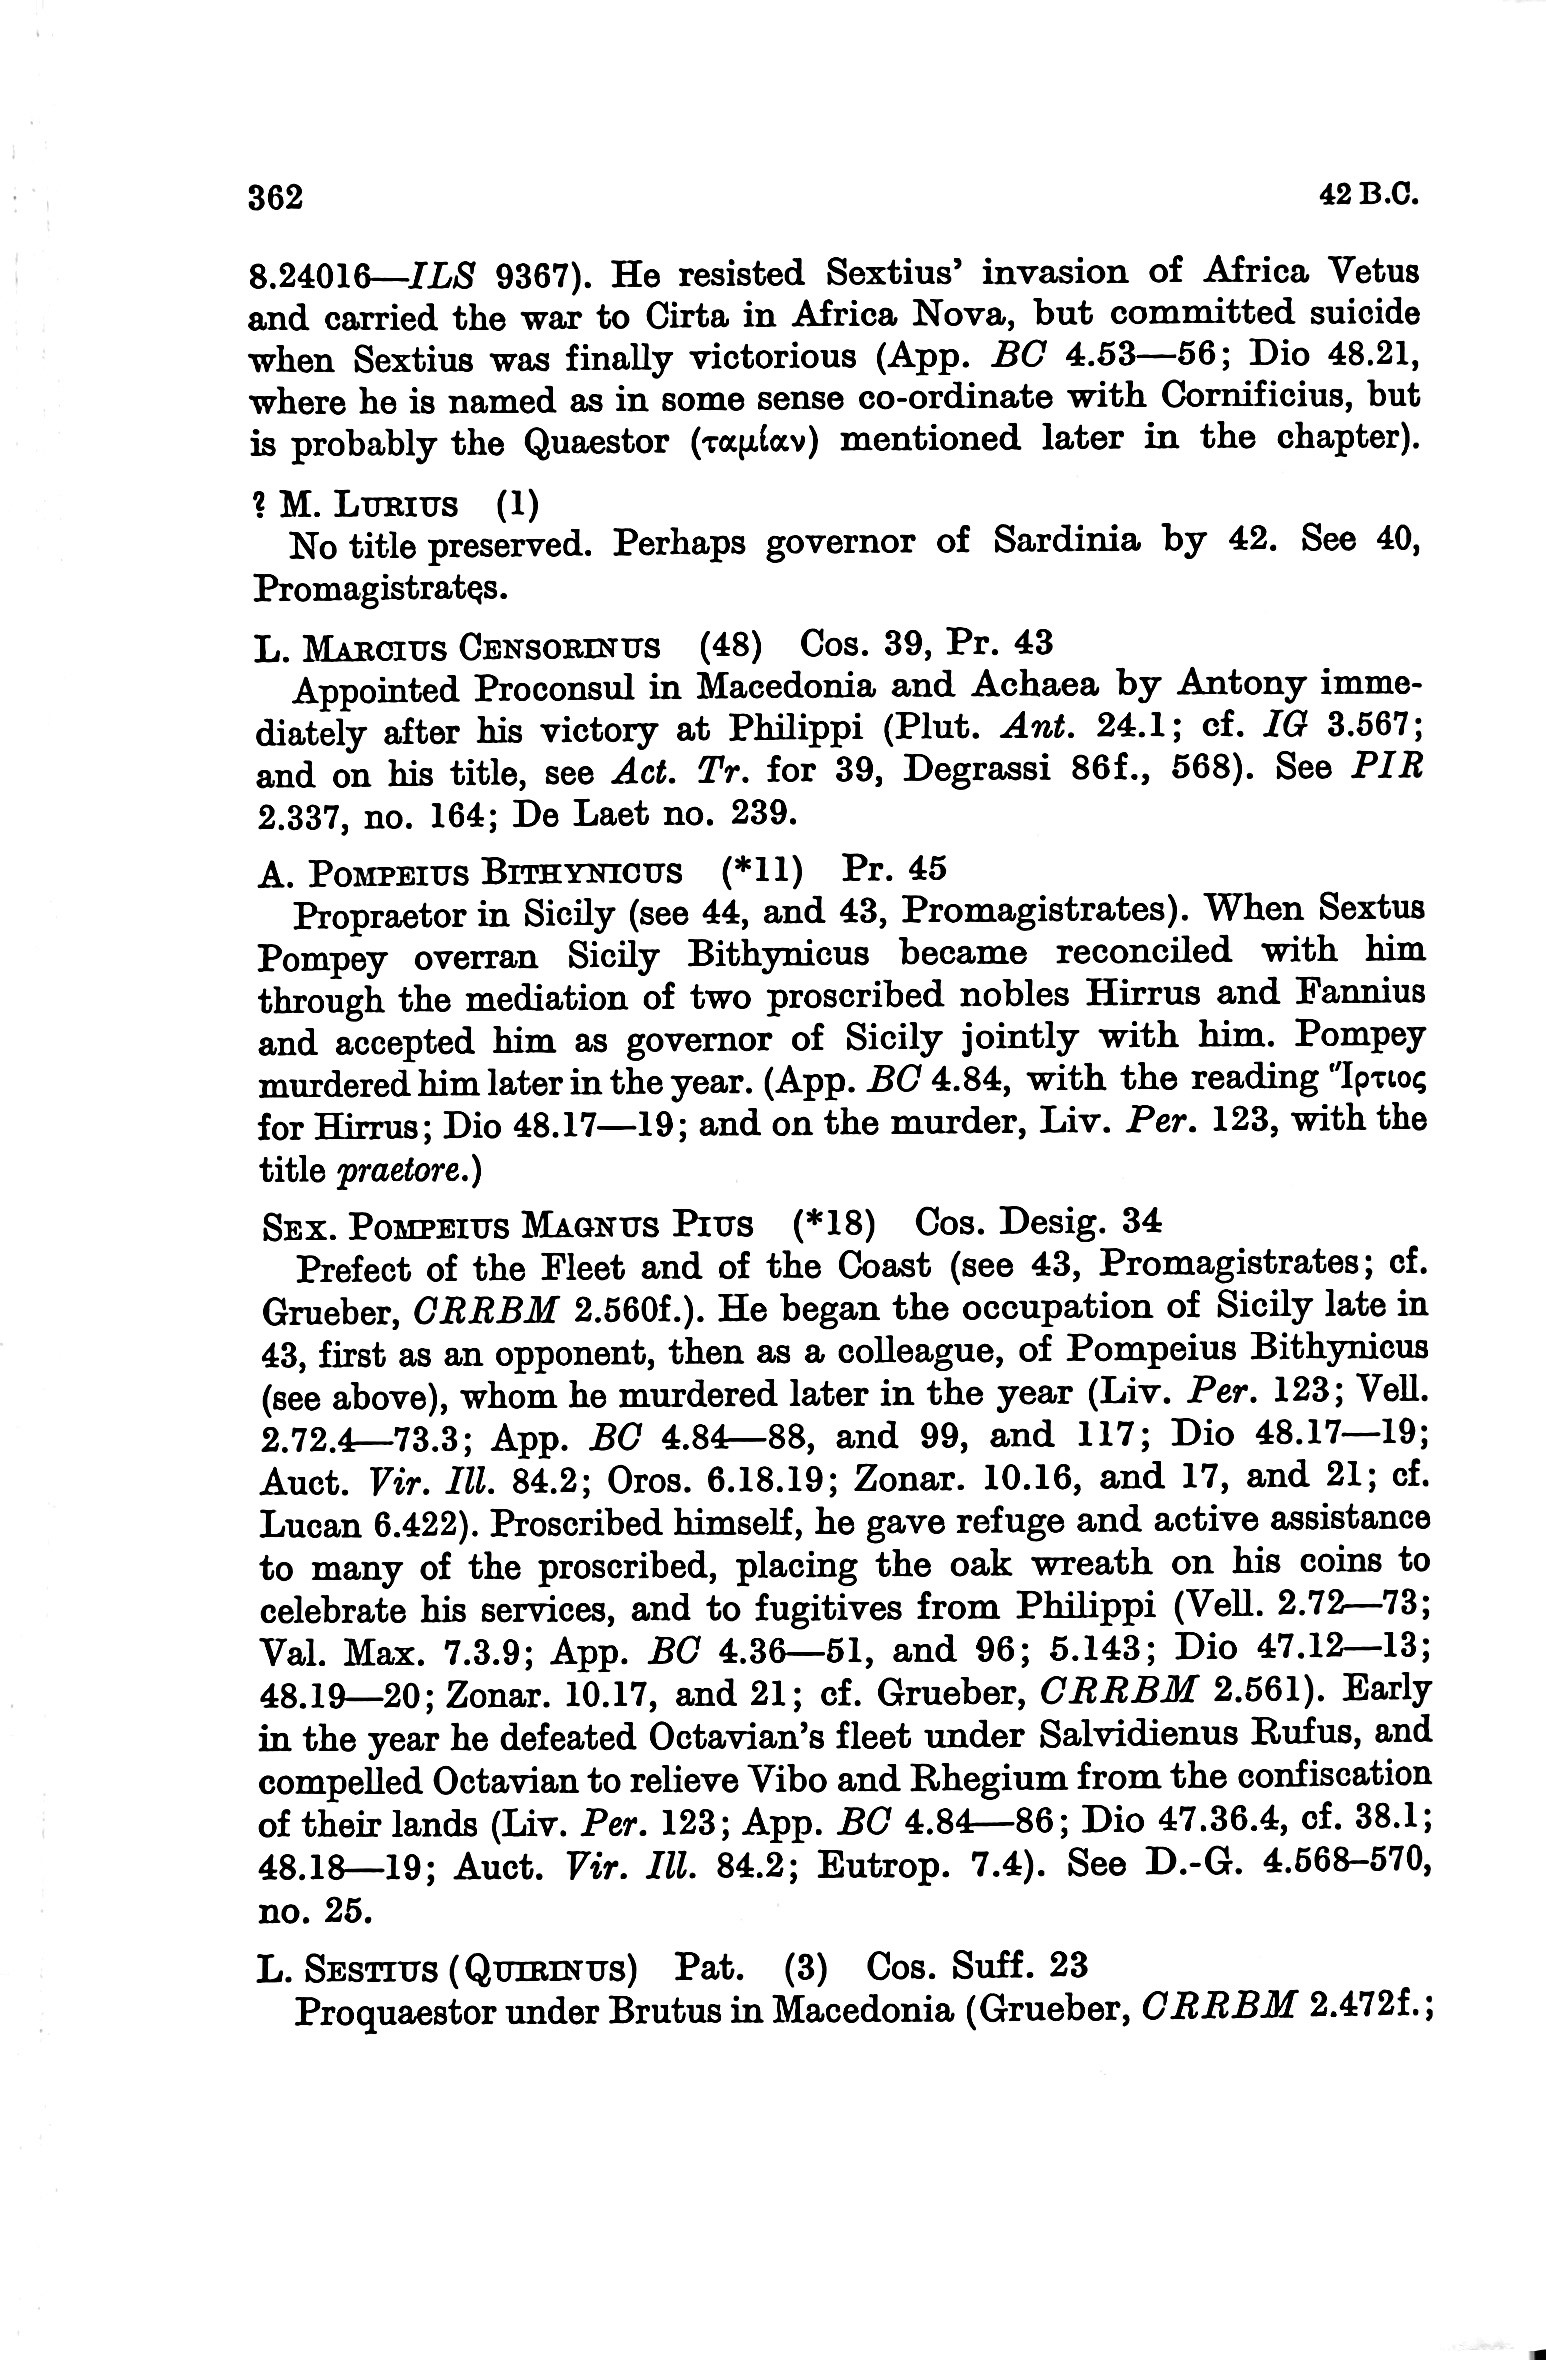 362 42 B.C.
8.24016—ILS 9367). He resisted Sextius’ invasion of Africa Vetus
and carried the war to Cirta in Africa Nova, but committed suicide
when Sextius was finally victorious (App. BC 4.53—56; Dio 48.21,
where he is named as in some sense co-ordinate with Cornificius, but
is probably the Quaestor (ταμίαν) mentioned later in the chapter).
? M. LURIUS (1)
No title preserved. Perhaps governor of Sardinia by 42. See 40,
Promagistrates.
L. MARCIUS CENSORINUS (48) Cos. 39, Pr. 43
Appointed Proconsul in Macedonia and Achaea by Antony imme-
diately after his victory at Philippi (Plut. Ant. 24.1; cf. IG 3.567;
and on his title, see Act. Tr. for 39, Degrassi 86f., 568). See PIR
2.337, no. 164; De Laet no. 239.
A. POMPEIUS BITHYNICUS (*11) Pr. 45
Propraetor in Sicily (see 44, and 43, Promagistrates). When Sextus
Pompey overran Sicily Bithynicus became reconciled with him
through the mediation of two proscribed nobles Hirrus and Fannius
and accepted him as governor of Sicily jointly with him. Pompey
murdered him later in the year. (App. BC 4.84, with the reading Ἵρτιος
for Hirrus; Dio 48.17—19; and on the murder, Liv. Per. 123, with the
title praetore.)
SEX. POMPEIUS MAGNUS PIUS (*18) Cos. Desig. 34
Prefect of the Fleet and of the Coast (see 43, Promagistrates; cf.
Grueber, CRRBM 2.560f.). He began the occupation of Sicily late in
43, first as an opponent, then as a colleague, of Pompeius Bithynicus
(see above), whom he murdered later in the year (Liv. Per. 123; Vell.
2.72.4—73.3; App. BC 4.84—88, and 99, and 117; Dio 48.17—19;
Auct. Vir. Ill. 84.2; Oros. 6.18.19; Zonar. 10.16, and 17, and 21; cf.
Lucan 6.422). Proscribed himself, he gave refuge and active assistance
to many of the proscribed, placing the oak wreath on his coins to
celebrate his services, and to fugitives from Philippi (Vell. 2.72—73;
Val. Max. 7.3.9; App. BC 4.36—51, and 96; 5.143; Dio 47.12—13;
48.19—20; Zonar. 10.17, and 21; cf. Grueber, CRRBM 2.561). Early
in the year he defeated Octavian’s fleet under Salvidienus Rufus, and
compelled Octavian to relieve Vibo and Rhegium from the confiscation
of their lands (Liv. Per. 123; App. BC 4.84—86; Dio 47.36.4, cf. 38.1;
48.18—19; Auct. Vir. Ill. 84.2; Eutrop. 7.4). See D.-G. 4.568–570,
no. 25.
L. SESTIUS (QUIRINUS) Pat. (3) Cos. Suff. 23
Proquaestor under Brutus in Macedonia (Grueber, CRRBM 2.472f.;